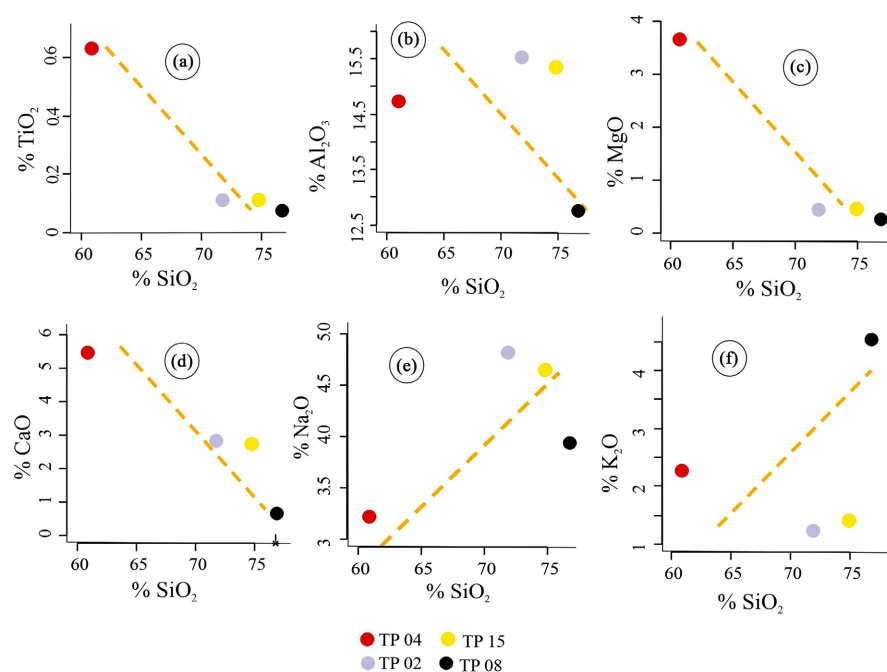 (a)
% TiO₂
0.6
0.4
0.2
0
60 65 70 75
% SiO₂
(b)
% Al₂O₃
15.5
14.5
13.5
12.5
60 65 70 75
% SiO₂
(c)
% MgO
4
3
2
1
0
60 65 70 75
% SiO₂
(d)
% CaO
6
5
4
3
2
1
0
60 65 70 75
% SiO₂
(e)
% Na₂O
5.0
4.5
4.0
3.5
3
60 65 70 75
% SiO₂
(f)
% K₂O
4
3
2
1
60 65 70 75
% SiO₂
TP 04 TP 15
TP 02 TP 08